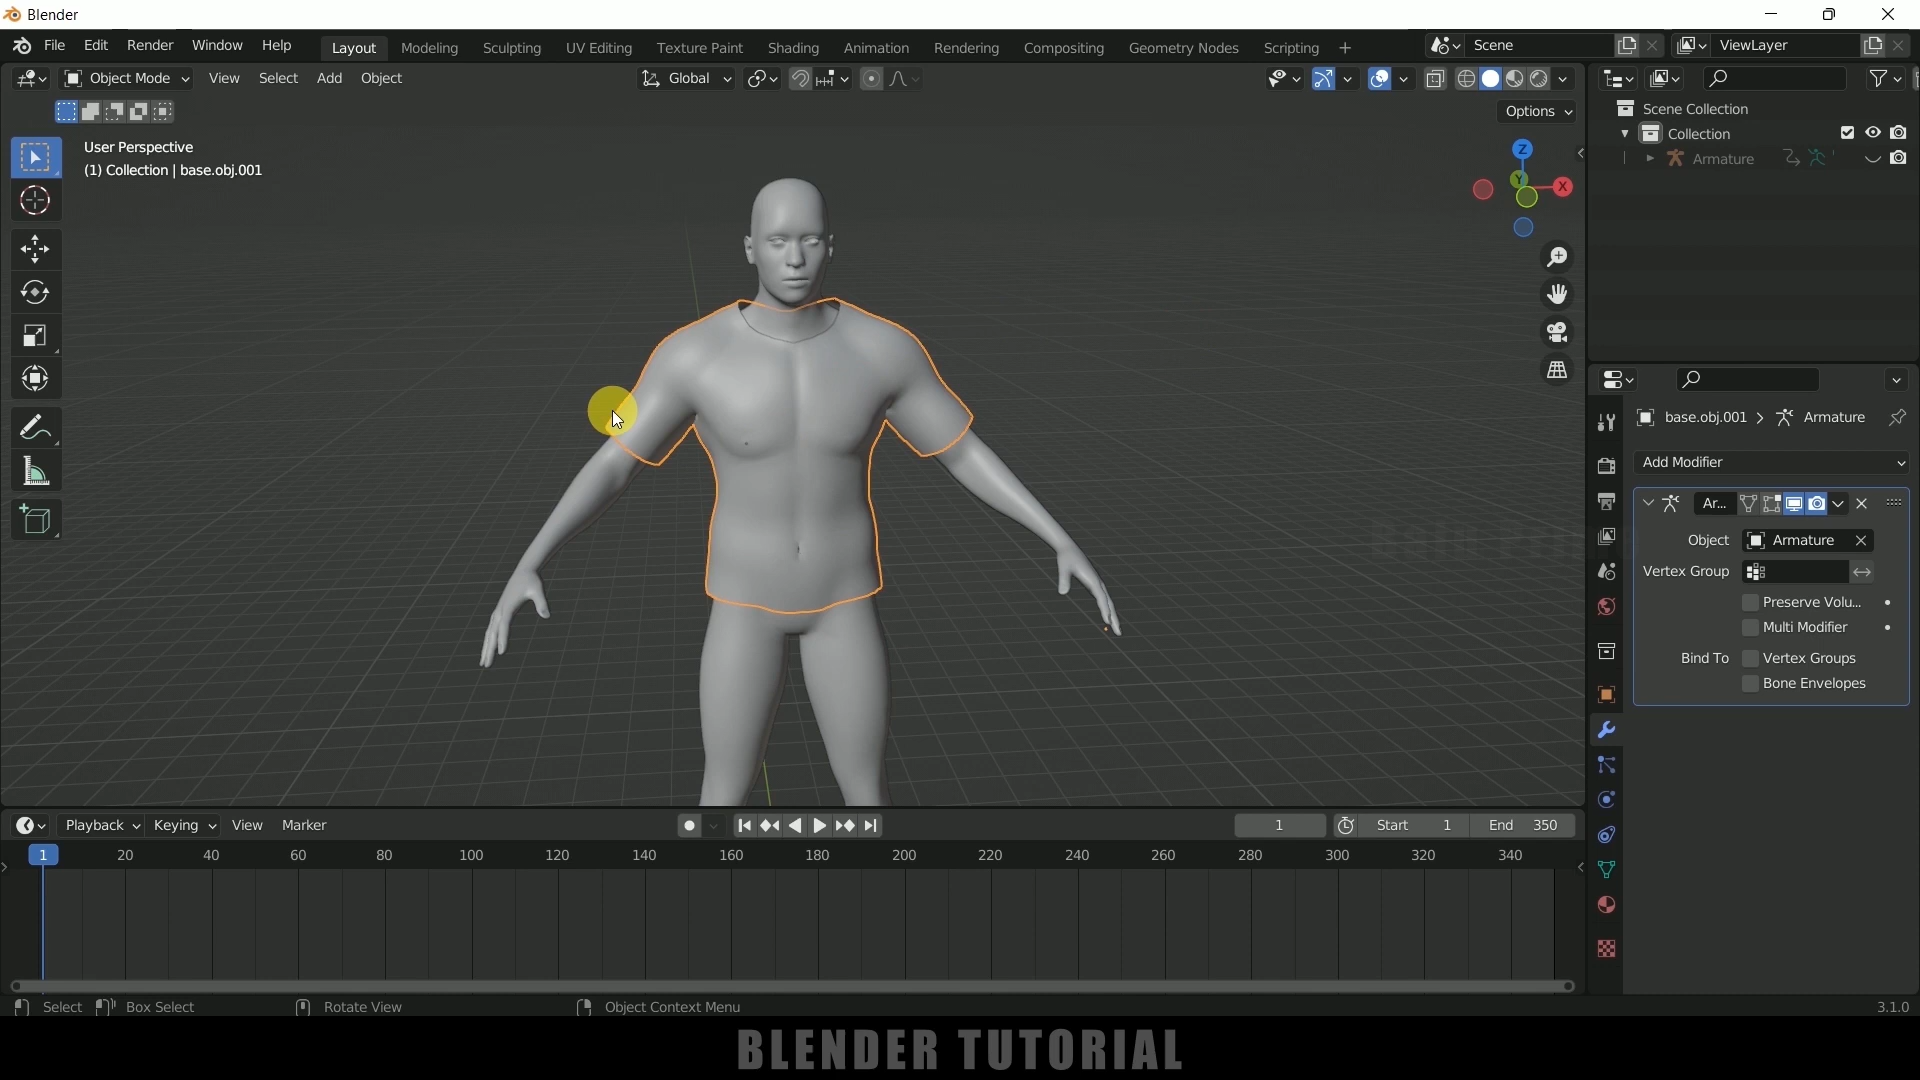 Blender
File Edit Render Window Help Layout Modeling Sculpting UV Editing Texture Paint Shading Animation Rendering Compositing Geometry Nodes Scripting + Scene ViewLayer
Object Mode View Select Add Object Global
Options
User Perspective
(1) Collection | base.obj.001
Z
Y
X
Scene Collection
Collection
Armature
base.obj.001 > Armature
Add Modifier
Ar...
Object Armature
Vertex Group
Preserve Volu...
Multi Modifier
Bind To Vertex Groups
Bone Envelopes
Playback Keying View Marker 1 Start 1 End 350
1 20 40 60 80 100 120 140 160 180 200 220 240 260 280 300 320 340
Select Box Select Rotate View Object Context Menu 3.1.0
BLENDER TUTORIAL